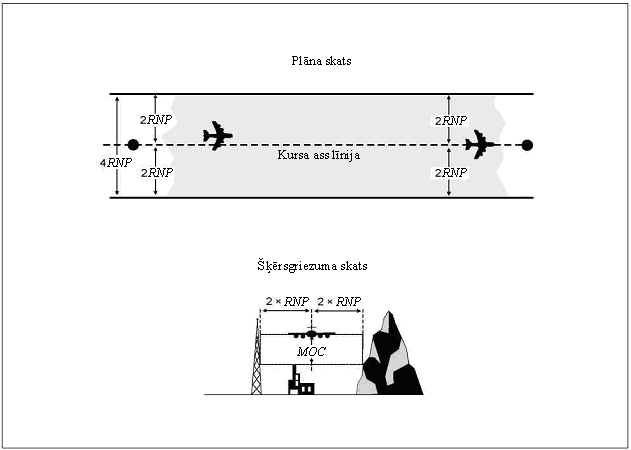 Plāna skats
2RNP
2RNP
Kursa ass līnija
4RNP
2RNP
2RNP
Šķērsgriezuma skats
2 × RNP
2 × RNP
MOC